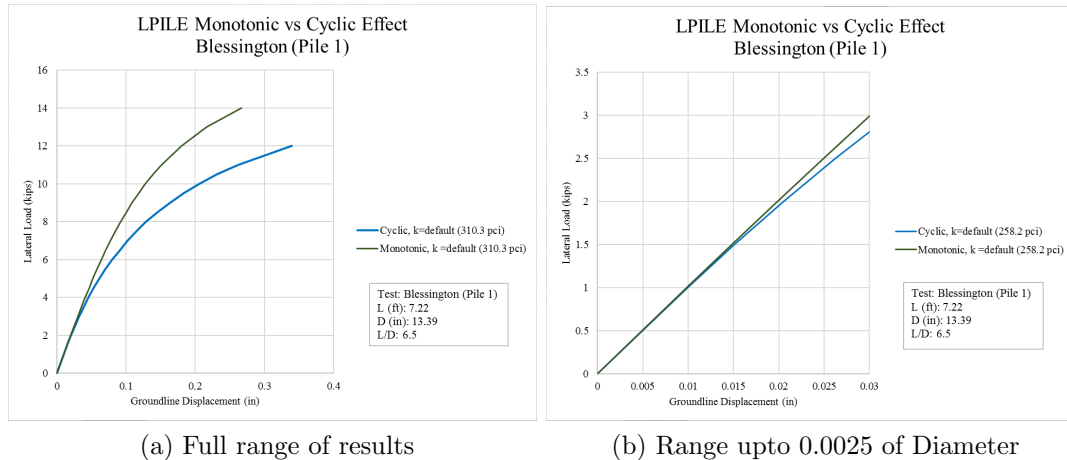 LPILE Monotonic vs Cyclic Effect
Blessington (Pile 1)
16
14
12
10
8
6
4
2
0
Lateral Load (kips)
0
0.1
0.2
0.3
0.4
Groundline Displacement (in)
Cyclic, k=default (310.3 pci)
Monotonic, k =default (310.3 pci)
Test: Blessington (Pile 1)
L (ft): 7.22
D (in): 13.39
L/D: 6.5
(a) Full range of results
LPILE Monotonic vs Cyclic Effect
Blessington (Pile 1)
3.5
3
2.5
2
1.5
1
0.5
0
Lateral Load (kips)
0
0.005
0.01
0.015
0.02
0.025
0.03
Groundline Displacement (in)
Cyclic, k=default (258.2 pci)
Monotonic, k =default (258.2 pci)
Test: Blessington (Pile 1)
L (ft): 7.22
D (in): 13.39
L/D: 6.5
(b) Range upto 0.0025 of Diameter